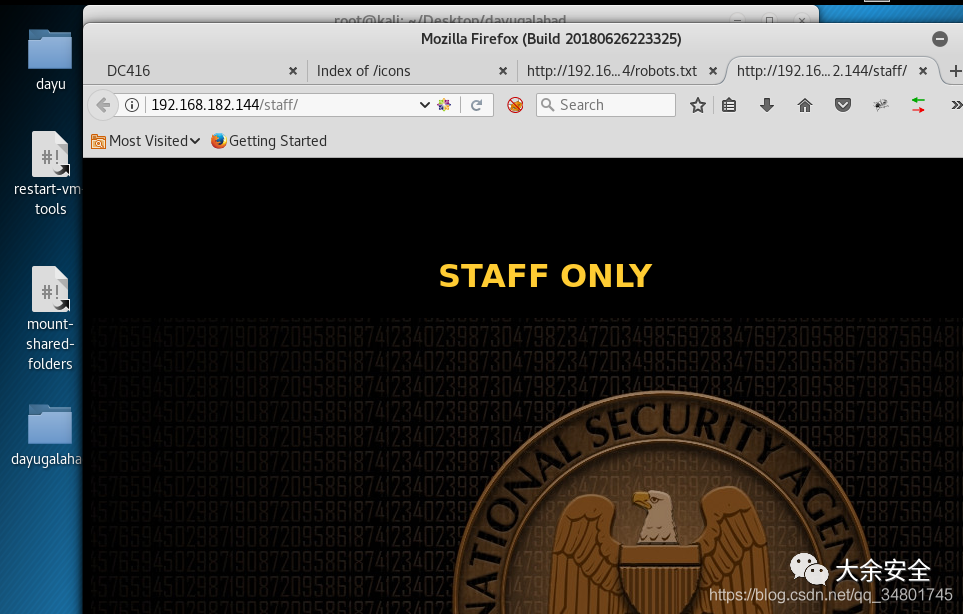 root@kali: ~/Desktop/dayugalahad
Mozilla Firefox (Build 20180626223325)
DC416
Index of /icons
http://192.16...4/robots.txt
http://192.16...2.144/staff/
192.168.182.144/staff/
Search
Most Visited
Getting Started
dayu
#!
restart-vm-
tools
#!
mount-
shared-
folders
dayugalaha
STAFF ONLY
NATIONAL SECURITY AGEN
大余安全
https://blog.csdn.net/qq_34801745